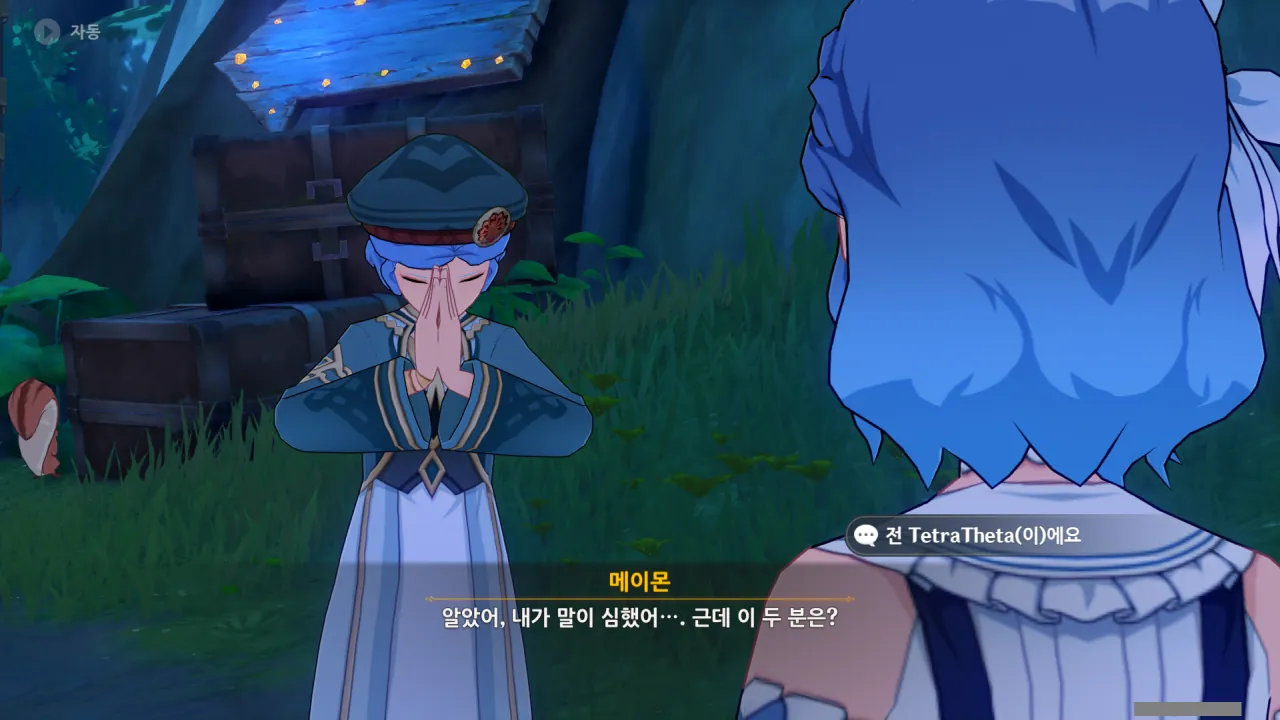 자동
전 TetraTheta(이)에요
메이몬
알았어, 내가 말이 심했어…. 근데 이 두 분은?